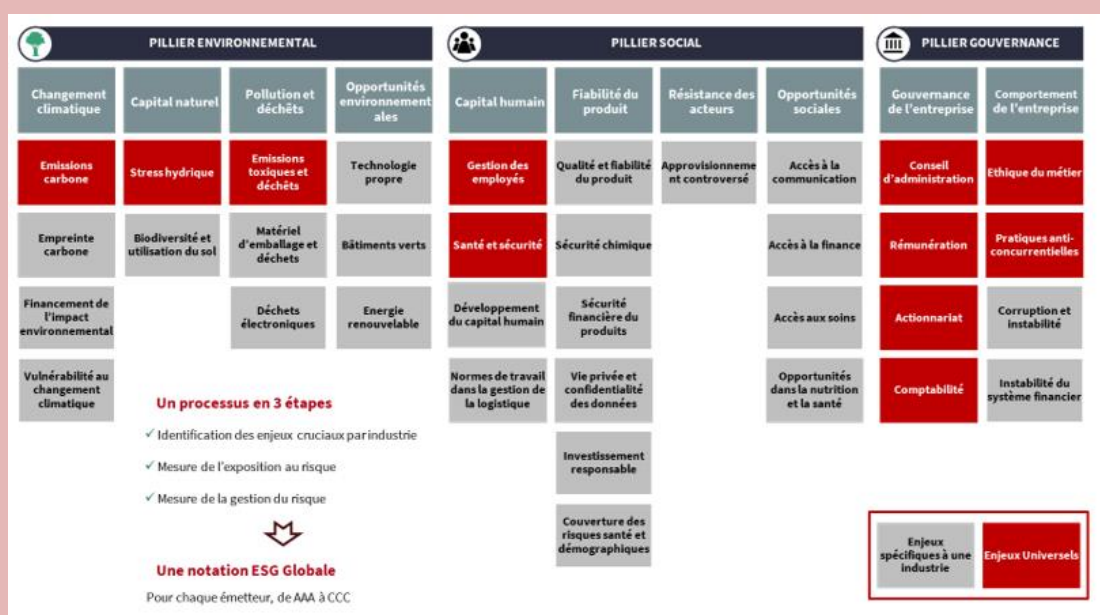 PILLIER ENVIRONNEMENTAL
Changement
climatique
Capital naturel
Pollution et
déchêts
Opportunités
environnement
ales
Emissions
carbone
Stress hydrique
Emissions
toxiques et
déchêts
Technologie
propre
Empreinte
carbone
Biodiversité et
utilisation du sol
Matériel
d'emballage et
déchets
Bâtiments verts
Financement de
l'impact
environnemental
Déchets
électroniques
Energie
renouvelable
Vulnérabilité au
changement
climatique
Un processus en 3 étapes
✓ Identification des enjeux cruciaux par industrie
✓ Mesure de l'exposition au risque
✓ Mesure de la gestion du risque
Une notation ESG Globale
Pour chaque émetteur, de AAA à CCC
PILLIER SOCIAL
Capital humain
Fiabilité du
produit
Résistance des
acteurs
Opportunités
sociales
Gestion des
employés
Qualité et fiabilité
du produit
Approvisionneme
nt controversé
Accès à la
communication
Santé et sécurité
Sécurité chimique
Accès à la finance
Développement
du capital humain
Sécurité
financière du
produits
Accès aux soins
Normes de travail
dans la gestion de
la logistique
Vie privée et
confidentialité
des données
Opportunités
dans la nutrition
et la santé
Investissement
responsable
Couverture des
risques santé et
démographiques
PILLIER GOUVERNANCE
Gouvernance
de l'entreprise
Comportement
de l'entreprise
Conseil
d'administration
Ethique du métier
Rémunération
Pratiques anti-
concurrentielles
Actionnariat
Corruption et
instabilité
Comptabilité
Instabilité du
système financier
Enjeux
spécifiques à une
industrie
Enjeux Universels